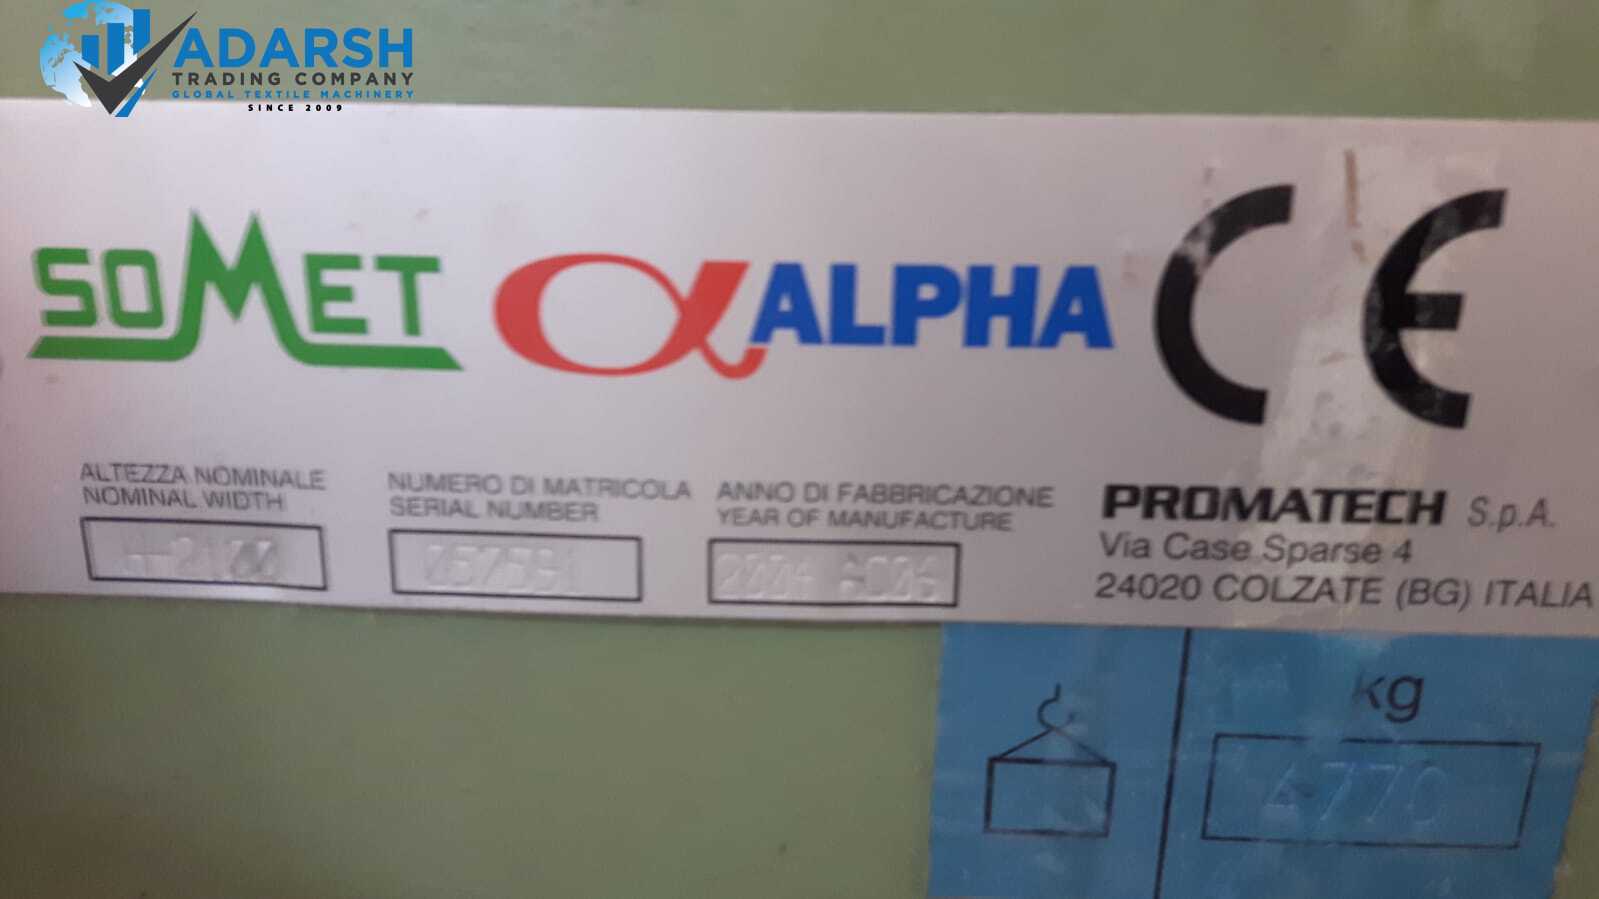 ADARSH
TRADING COMPANY
GLOBAL TEXTILE MACHINERY
SINCE 2009
SOMET α ALPHA CE
ALTEZZA NOMINALE
NOMINAL WIDTH
NUMERO DI MATRICOLA
SERIAL NUMBER
ANNO DI FABBRICAZIONE
YEAR OF MANUFACTURE
PROMATECH S.p.A.
Via Case Sparse 4
24020 COLZATE (BG) ITALIA
kg
4770